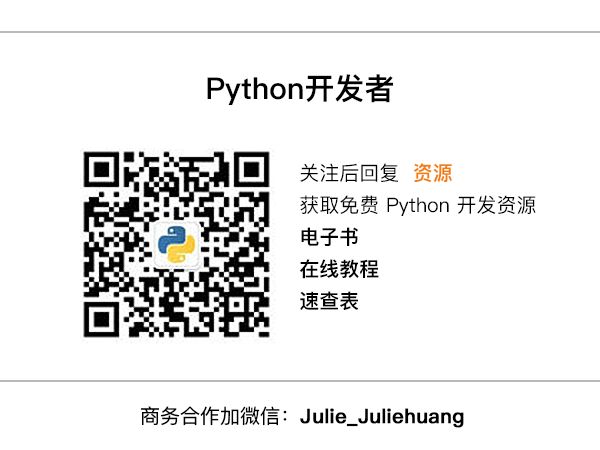 Python开发者
关注后回复 资源
获取免费 Python 开发资源
电子书
在线教程
速查表
商务合作加微信：Julie_Juliehuang